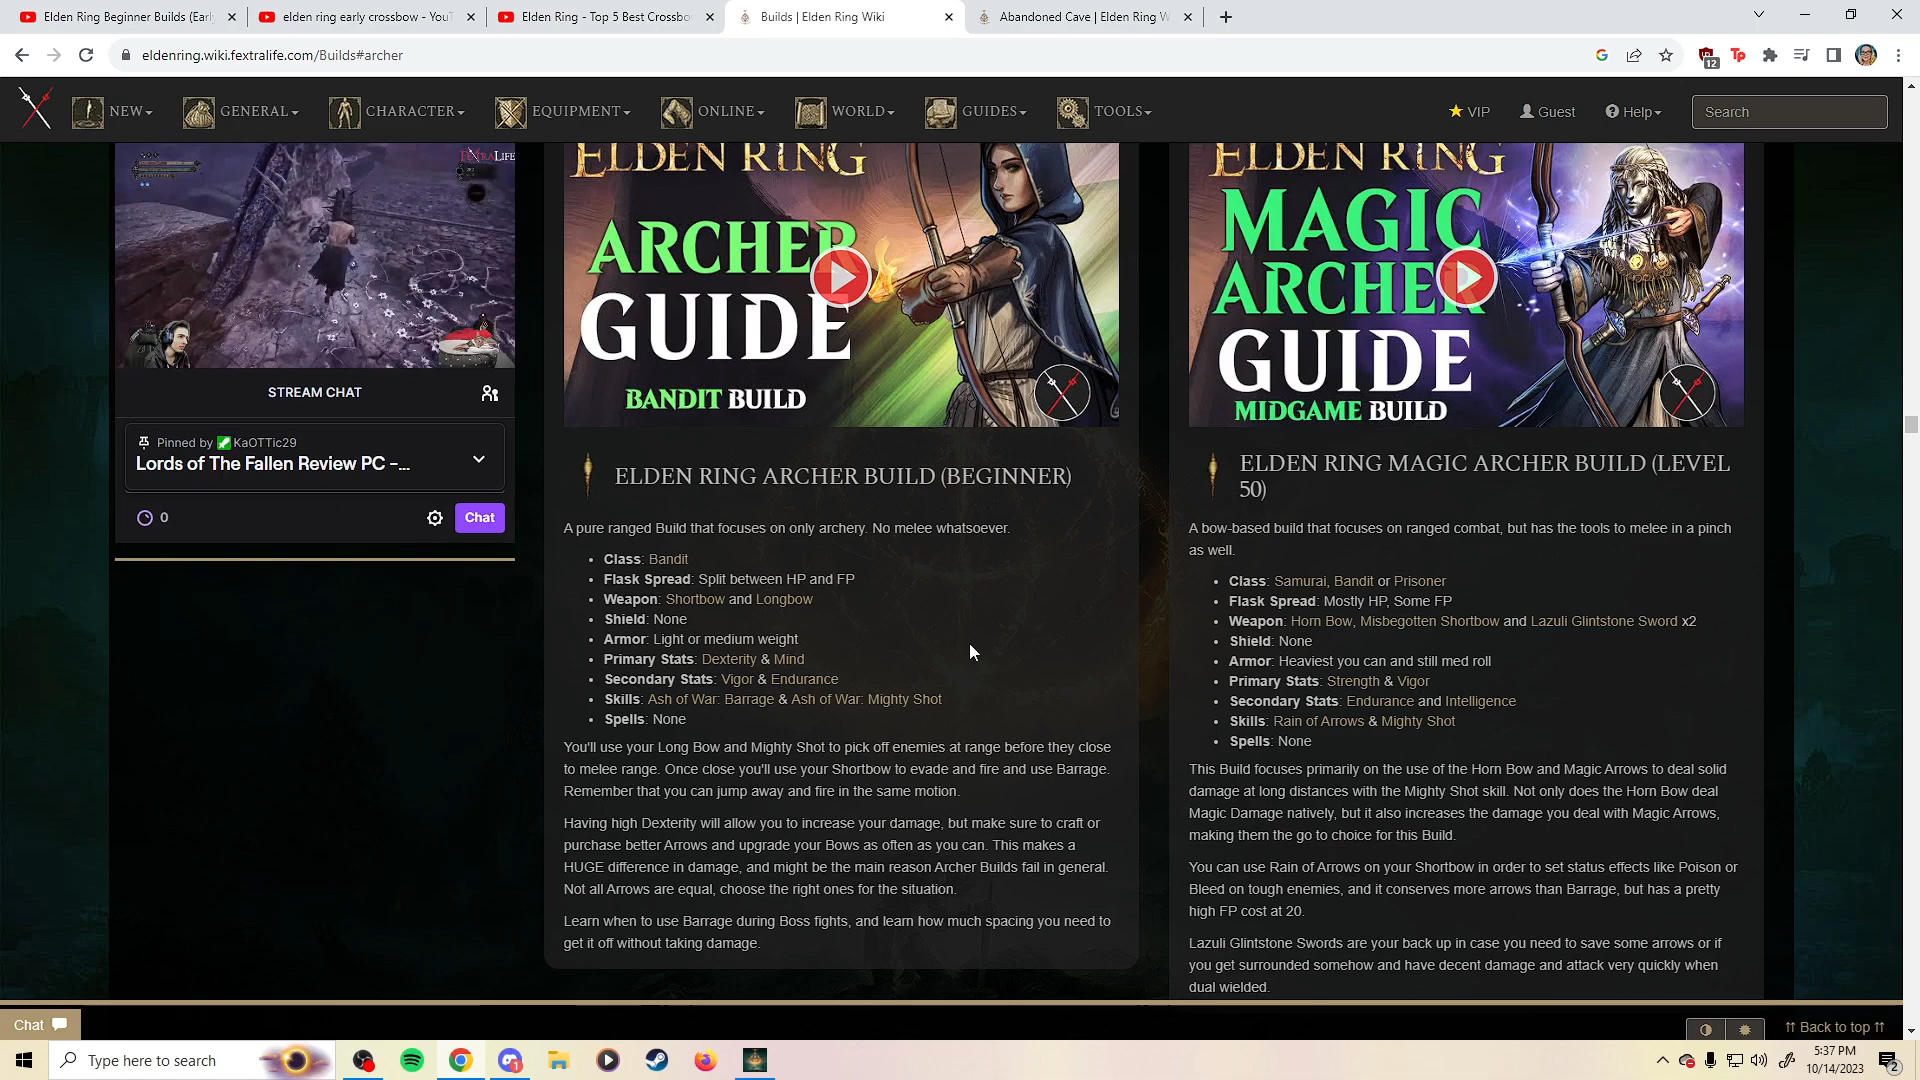 Elden Ring Beginner Builds (Earl
elden ring early crossbow - YouT
Elden Ring - Top 5 Best Crossbo
Builds | Elden Ring Wiki
Abandoned Cave | Elden Ring W
eldenring.wiki.fextralife.com/Builds#archer
12
Tp
NEW
GENERAL
CHARACTER
EQUIPMENT
ONLINE
WORLD
GUIDES
TOOLS
VIP
Guest
Help
Search
FEXTRALIFE
ELDEN RING
ARCHER
GUIDE
BANDIT BUILD
ELDEN RING
MAGIC
ARCHER
GUIDE
MIDGAME BUILD
STREAM CHAT
Pinned by KaOTTic29
Lords of The Fallen Review PC -...
0
Chat
ELDEN RING ARCHER BUILD (BEGINNER)
A pure ranged Build that focuses on only archery. No melee whatsoever.
Class: Bandit
Flask Spread: Split between HP and FP
Weapon: Shortbow and Longbow
Shield: None
Armor: Light or medium weight
Primary Stats: Dexterity & Mind
Secondary Stats: Vigor & Endurance
Skills: Ash of War: Barrage & Ash of War: Mighty Shot
Spells: None
You'll use your Long Bow and Mighty Shot to pick off enemies at range before they close
to melee range. Once close you'll use your Shortbow to evade and fire and use Barrage.
Remember that you can jump away and fire in the same motion.
Having high Dexterity will allow you to increase your damage, but make sure to craft or
purchase better Arrows and upgrade your Bows as often as you can. This makes a
HUGE difference in damage, and might be the main reason Archer Builds fail in general.
Not all Arrows are equal, choose the right ones for the situation.
Learn when to use Barrage during Boss fights, and learn how much spacing you need to
get it off without taking damage.
ELDEN RING MAGIC ARCHER BUILD (LEVEL
50)
A bow-based build that focuses on ranged combat, but has the tools to melee in a pinch
as well.
Class: Samurai, Bandit or Prisoner
Flask Spread: Mostly HP, Some FP
Weapon: Horn Bow, Misbegotten Shortbow and Lazuli Glintstone Sword x2
Shield: None
Armor: Heaviest you can and still med roll
Primary Stats: Strength & Vigor
Secondary Stats: Endurance and Intelligence
Skills: Rain of Arrows & Mighty Shot
Spells: None
This Build focuses primarily on the use of the Horn Bow and Magic Arrows to deal solid
damage at long distances with the Mighty Shot skill. Not only does the Horn Bow deal
Magic Damage natively, but it also increases the damage you deal with Magic Arrows,
making them the go to choice for this Build.
You can use Rain of Arrows on your Shortbow in order to set status effects like Poison or
Bleed on tough enemies, and it conserves more arrows than Barrage, but has a pretty
high FP cost at 20.
Lazuli Glintstone Swords are your back up in case you need to save some arrows or if
you get surrounded somehow and have decent damage and attack very quickly when
dual wielded.
Chat
Back to top
Type here to search
1
5:37 PM
10/14/2023
2